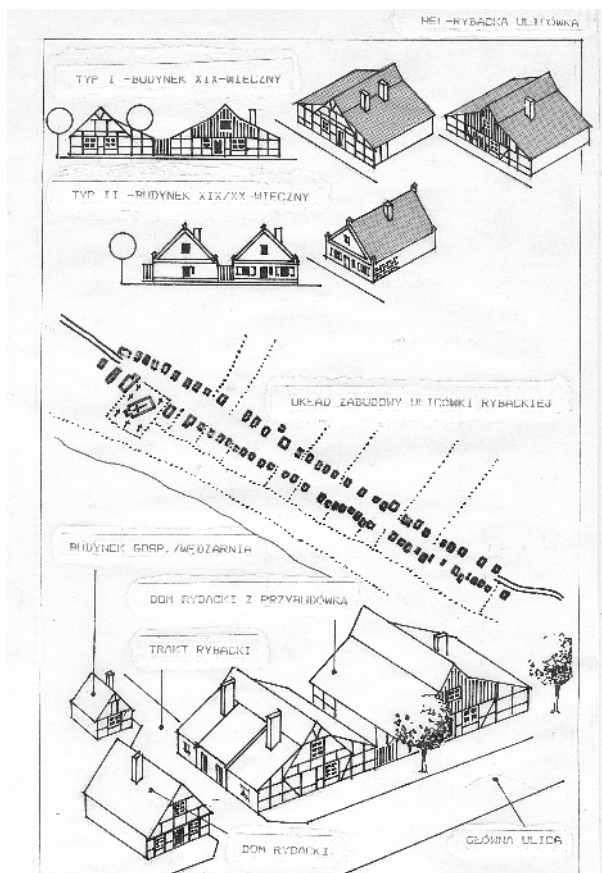 HEL-RYBACKA ULICÓWKA
TYP I -BUDYNEK XIX-WIECZNY
TYP II -BUDYNEK XIX/XX-WIECZNY
UKŁAD ZABUDOWY ULICÓWKI RYBACKIEJ
BUDYNEK GOSP./WĘDZARNIA
DOM RYBACKI Z PRZYBUDÓWKĄ
TRAKT RYBACKI
GŁÓWNA ULICA
DOM RYBACKI